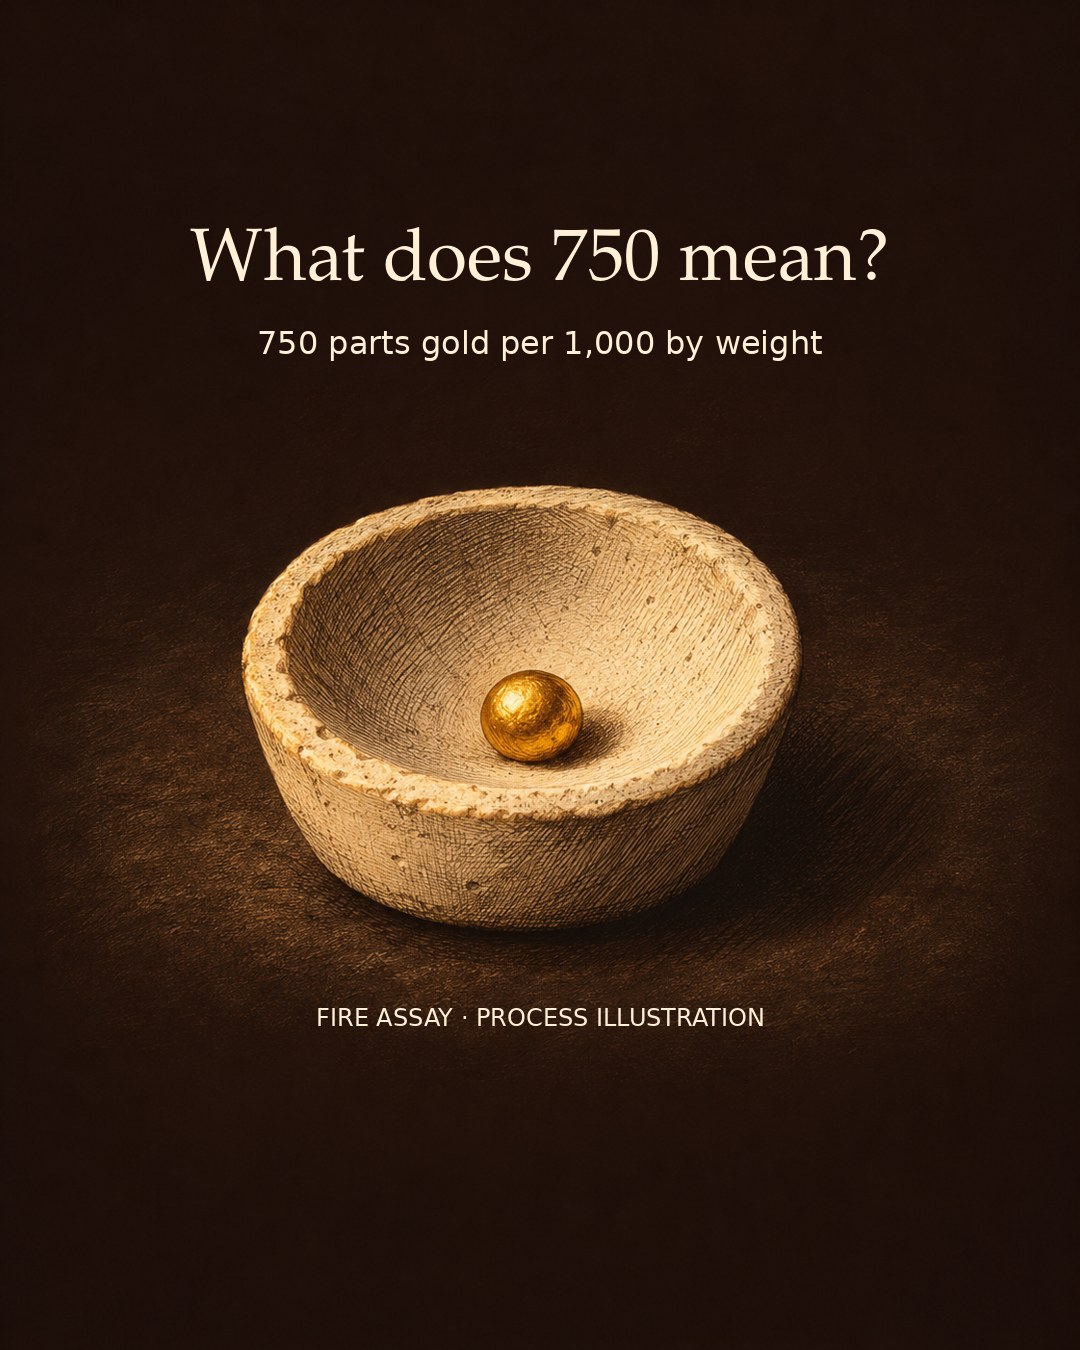 What does 750 mean?
750 parts gold per 1,000 by weight
FIRE ASSAY · PROCESS ILLUSTRATION